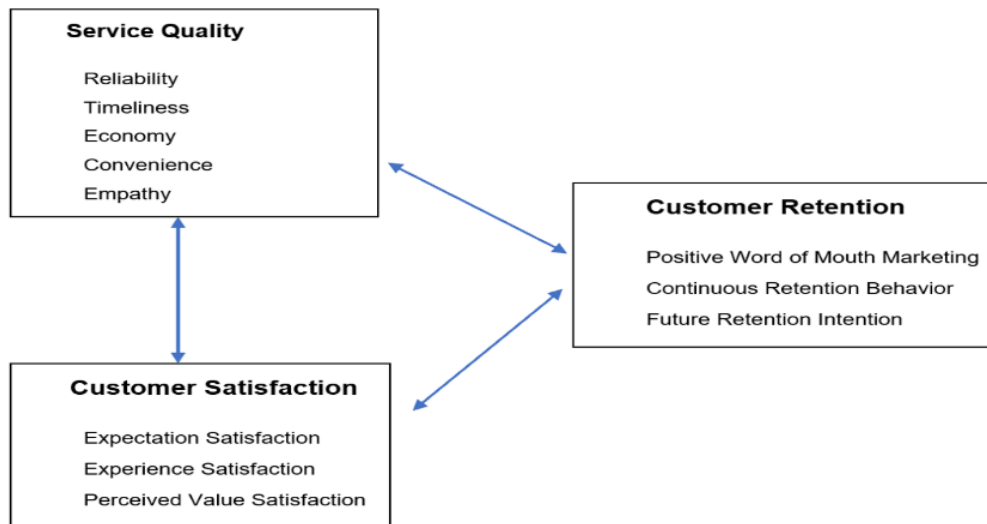 Service Quality
Reliability
Timeliness
Economy
Convenience
Empathy
Customer Retention
Positive Word of Mouth Marketing
Continuous Retention Behavior
Future Retention Intention
Customer Satisfaction
Expectation Satisfaction
Experience Satisfaction
Perceived Value Satisfaction